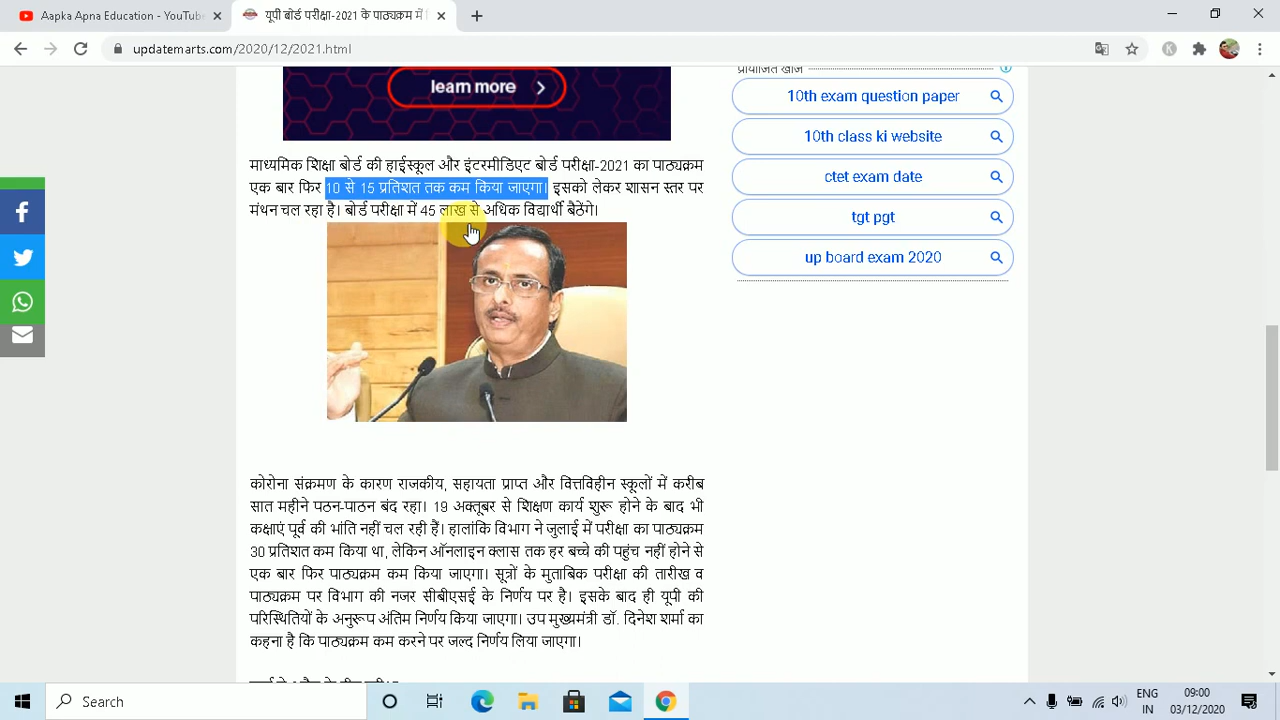 Aapka Apna Education - YouTube
यूपी बोर्ड परीक्षा-2021 के पाठ्यक्रम में
updatemarts.com/2020/12/2021.html
learn more
प्रायोजित खोज
10th exam question paper
10th class ki website
ctet exam date
tgt pgt
up board exam 2020
माध्यमिक शिक्षा बोर्ड की हाईस्कूल और इंटरमीडिएट बोर्ड परीक्षा-2021 का पाठ्यक्रम
एक बार फिर 10 से 15 प्रतिशत तक कम किया जाएगा। इसको लेकर शासन स्तर पर
मंथन चल रहा है। बोर्ड परीक्षा में 45 लाख से अधिक विद्यार्थी बैठेंगे।
कोरोना संक्रमण के कारण राजकीय, सहायता प्राप्त और वित्तविहीन स्कूलों में करीब
सात महीने पठन-पाठन बंद रहा। 19 अक्तूबर से शिक्षण कार्य शुरू होने के बाद भी
कक्षाएं पूर्व की भांति नहीं चल रही हैं। हालांकि विभाग ने जुलाई में परीक्षा का पाठ्यक्रम
30 प्रतिशत कम किया था, लेकिन ऑनलाइन क्लास तक हर बच्चे की पहुंच नहीं होने से
एक बार फिर पाठ्यक्रम कम किया जाएगा। सूत्रों के मुताबिक परीक्षा की तारीख व
पाठ्यक्रम पर विभाग की नजर सीबीएसई के निर्णय पर है। इसके बाद ही यूपी की
परिस्थितियों के अनुरूप अंतिम निर्णय किया जाएगा। उप मुख्यमंत्री डॉ. दिनेश शर्मा का
कहना है कि पाठ्यक्रम कम करने पर जल्द निर्णय लिया जाएगा।
Search
ENG
IN
09:00
03/12/2020